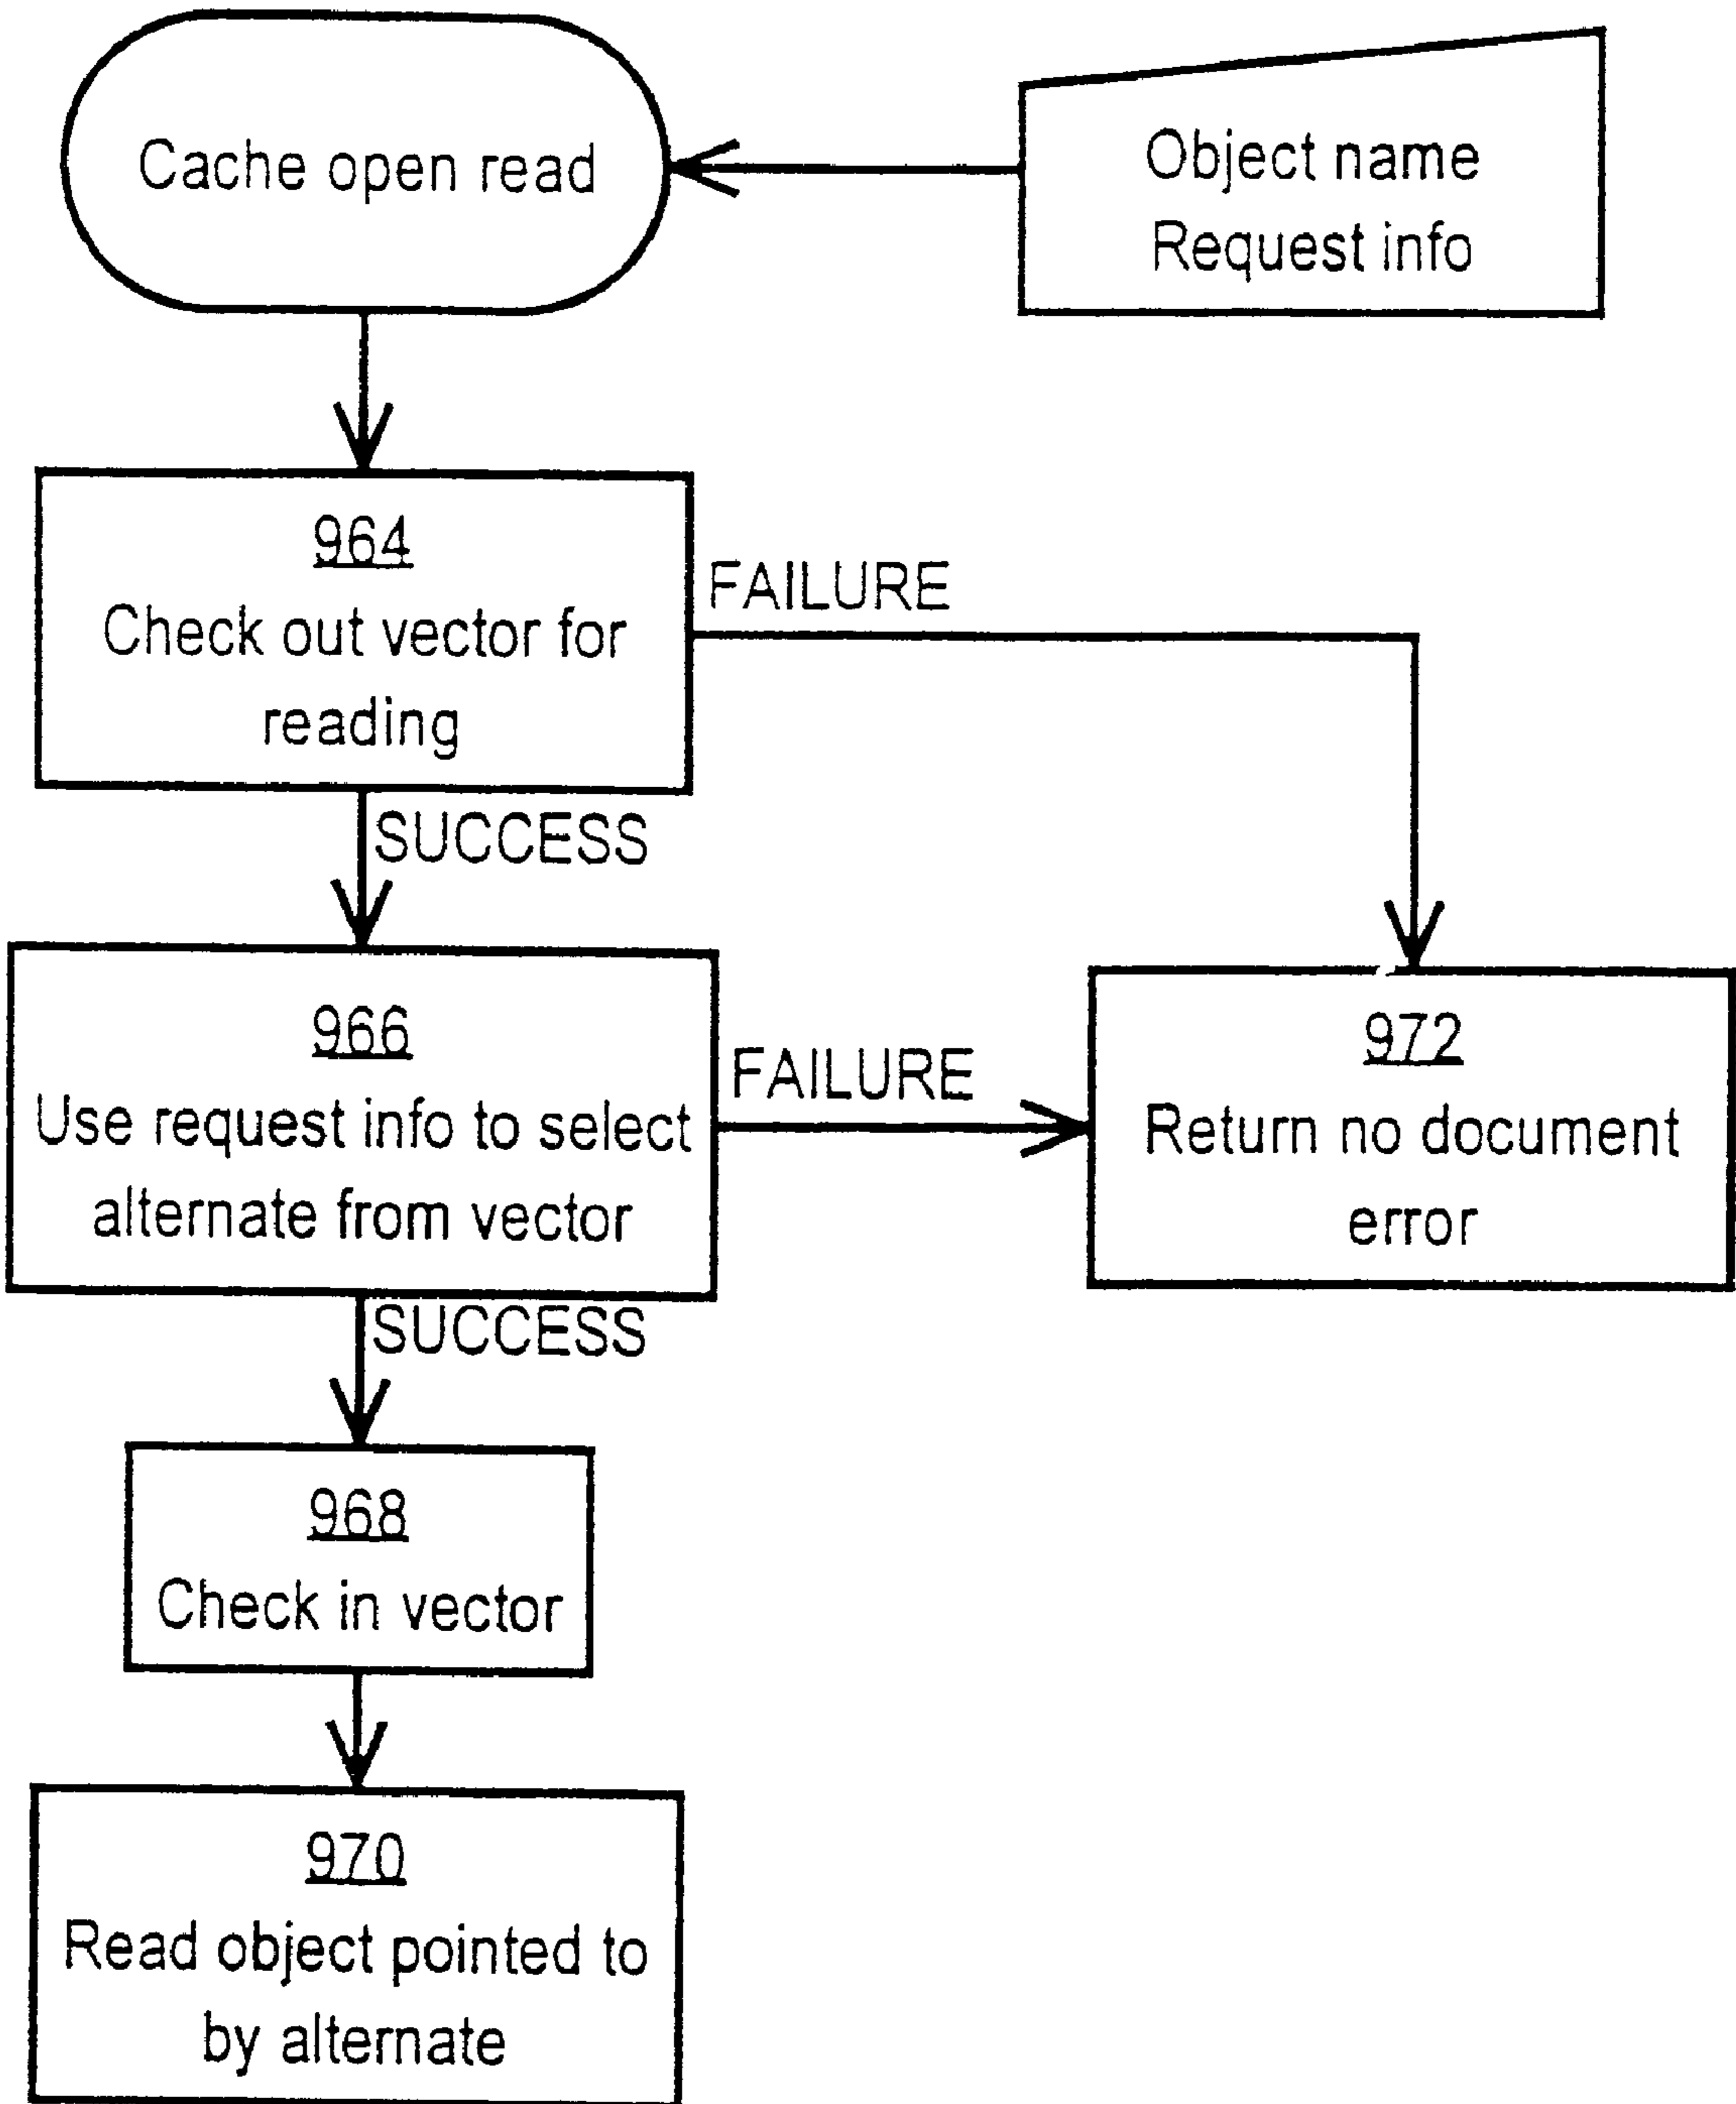 Cache open read
Object name
Request info
964
Check out vector for
reading
FAILURE
SUCCESS
966
Use request info to select
alternate from vector
FAILURE
972
Return no document
error
SUCCESS
968
Check in vector
970
Read object pointed to
by alternate